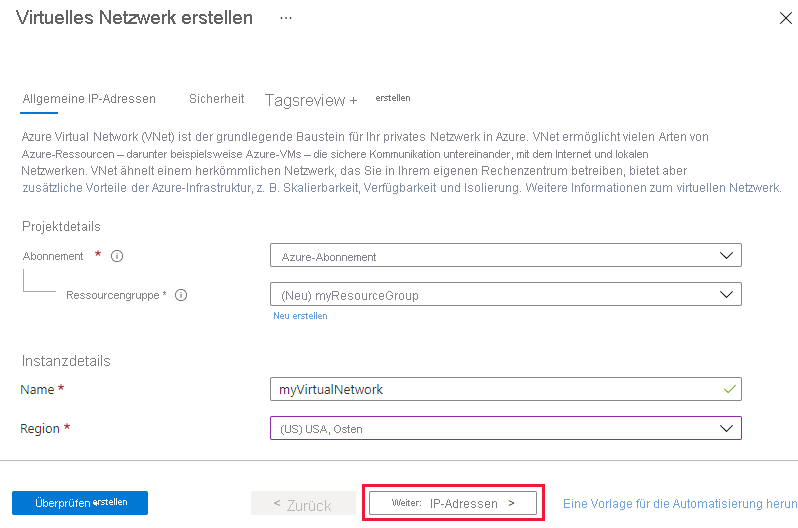 Virtuelles Netzwerk erstellen ...
Allgemeine IP-Adressen Sicherheit Tagsreview + erstellen
Azure Virtual Network (VNet) ist der grundlegende Baustein für Ihr privates Netzwerk in Azure. VNet ermöglicht vielen Arten von
Azure-Ressourcen – darunter beispielsweise Azure-VMs – die sichere Kommunikation untereinander, mit dem Internet und lokalen
Netzwerken. VNet ähnelt einem herkömmlichen Netzwerk, das Sie in Ihrem eigenen Rechenzentrum betreiben, bietet aber
zusätzliche Vorteile der Azure-Infrastruktur, z. B. Skalierbarkeit, Verfügbarkeit und Isolierung. Weitere Informationen zum virtuellen Netzwerk.
Projektdetails
Abonnement * Azure-Abonnement
Ressourcengruppe * (Neu) myResourceGroup
Neu erstellen
Instanzdetails
Name * myVirtualNetwork
Region * (US) USA, Osten
Überprüfen erstellen < Zurück Weiter: IP-Adressen > Eine Vorlage für die Automatisierung herun